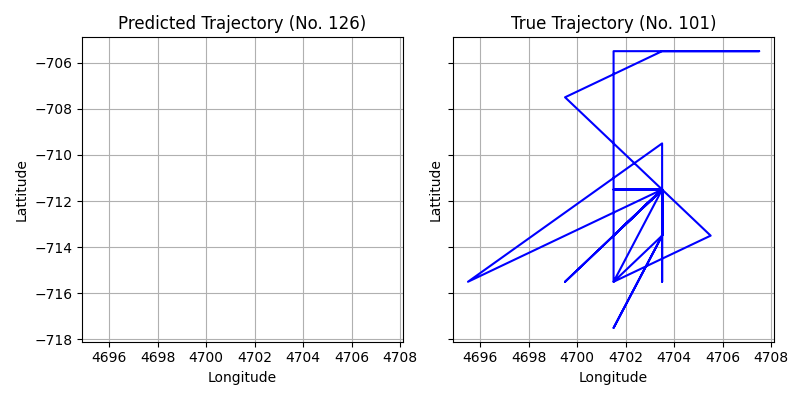 Predicted Trajectory (No. 126)
True Trajectory (No. 101)
−706
−708
−710
−712
−714
−716
−718
Lattitude
Lattitude
4696 4698 4700 4702 4704 4706 4708
4696 4698 4700 4702 4704 4706 4708
Longitude
Longitude